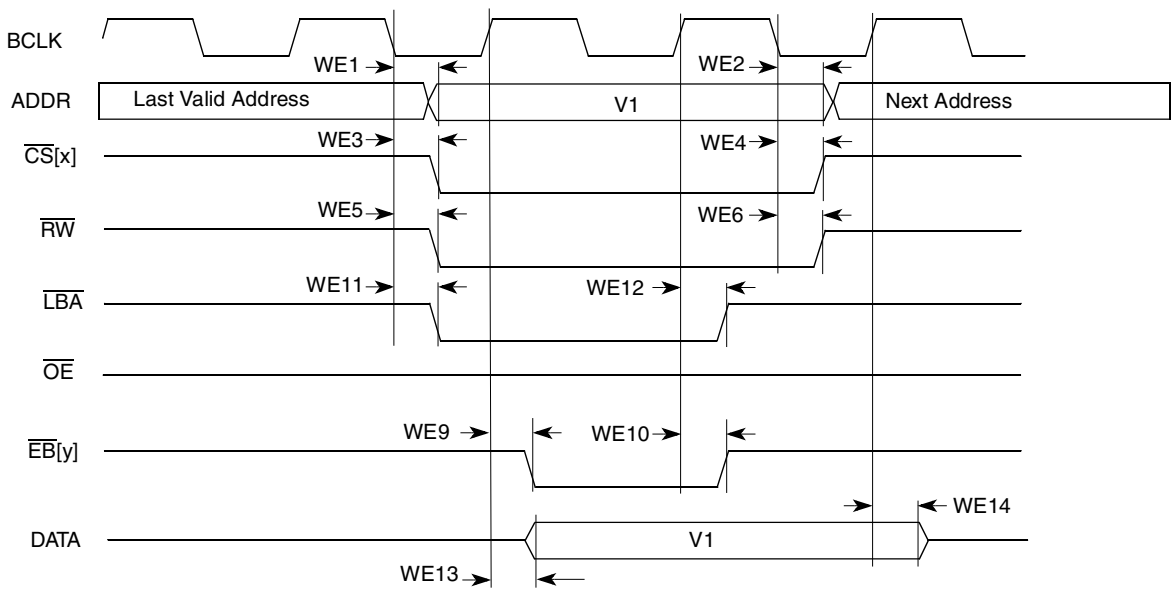 BCLK
WE1
WE2
ADDR
Last Valid Address
V1
Next Address
WE3
WE4
CS[x]
WE5
WE6
RW
WE11
WE12
LBA
OE
WE9
WE10
EB[y]
WE14
DATA
V1
WE13